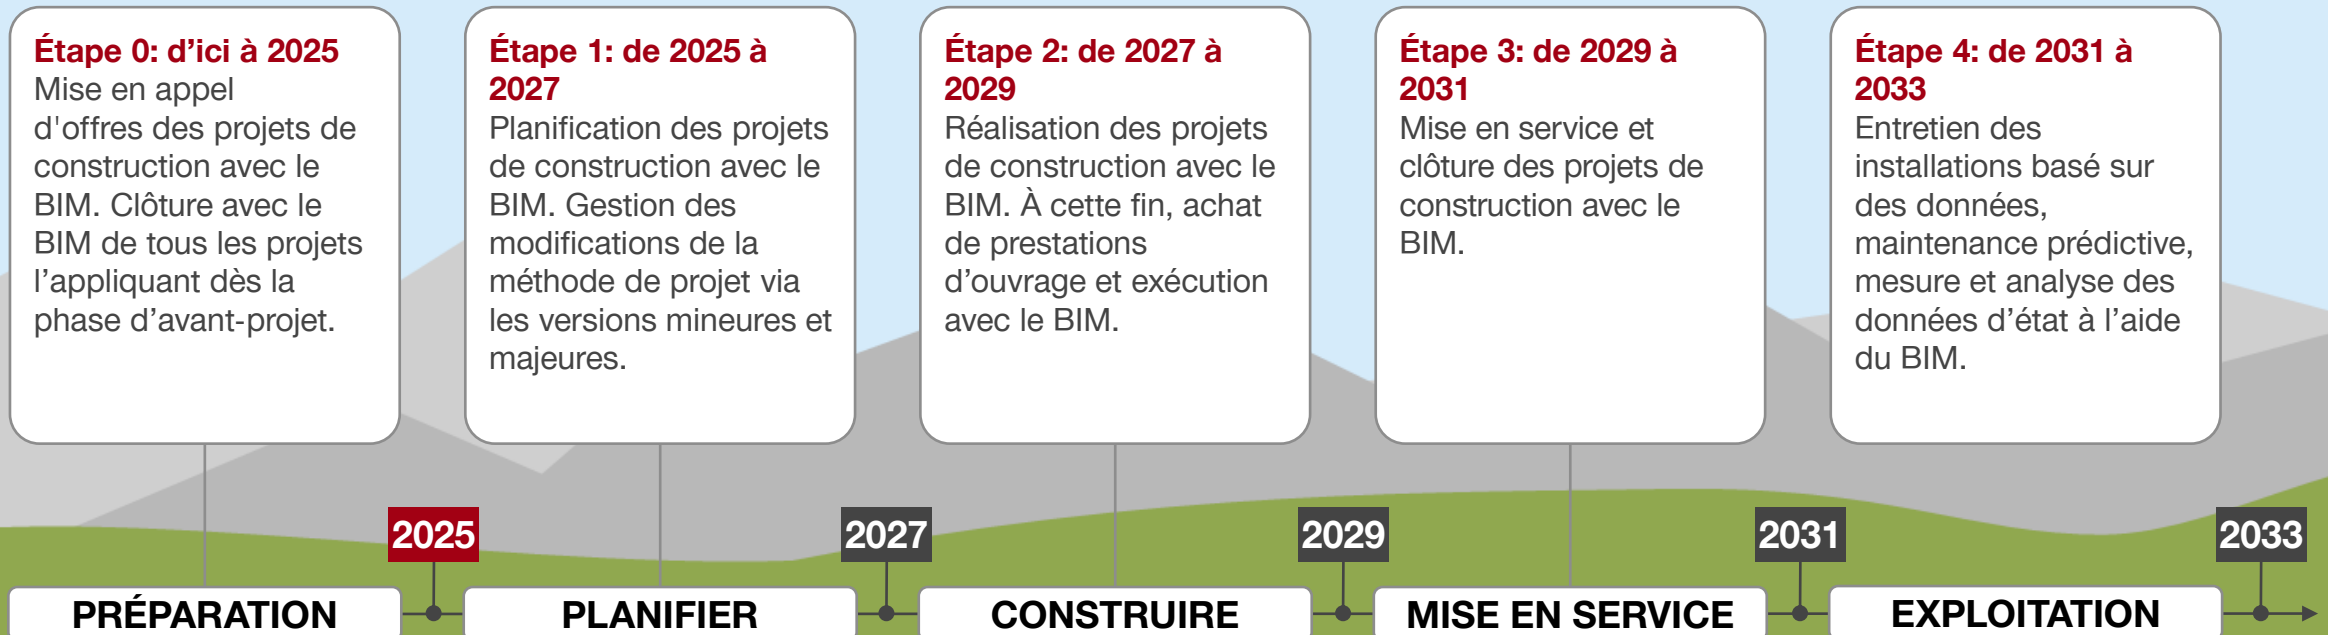 Étape 0: d’ici à 2025
Mise en appel
d'offres des projets de
construction avec le
BIM. Clôture avec le
BIM de tous les projets
l’appliquant dès la
phase d’avant-projet.
Étape 1: de 2025 à
2027
Planification des projets
de construction avec le
BIM. Gestion des
modifications de la
méthode de projet via
les versions mineures et
majeures.
Étape 2: de 2027 à
2029
Réalisation des projets
de construction avec le
BIM. À cette fin, achat
de prestations
d’ouvrage et exécution
avec le BIM.
Étape 3: de 2029 à
2031
Mise en service et
clôture des projets de
construction avec le
BIM.
Étape 4: de 2031 à
2033
Entretien des
installations basé sur
des données,
maintenance prédictive,
mesure et analyse des
données d’état à l’aide
du BIM.
2025
2027
2029
2031
2033
PRÉPARATION
PLANIFIER
CONSTRUIRE
MISE EN SERVICE
EXPLOITATION